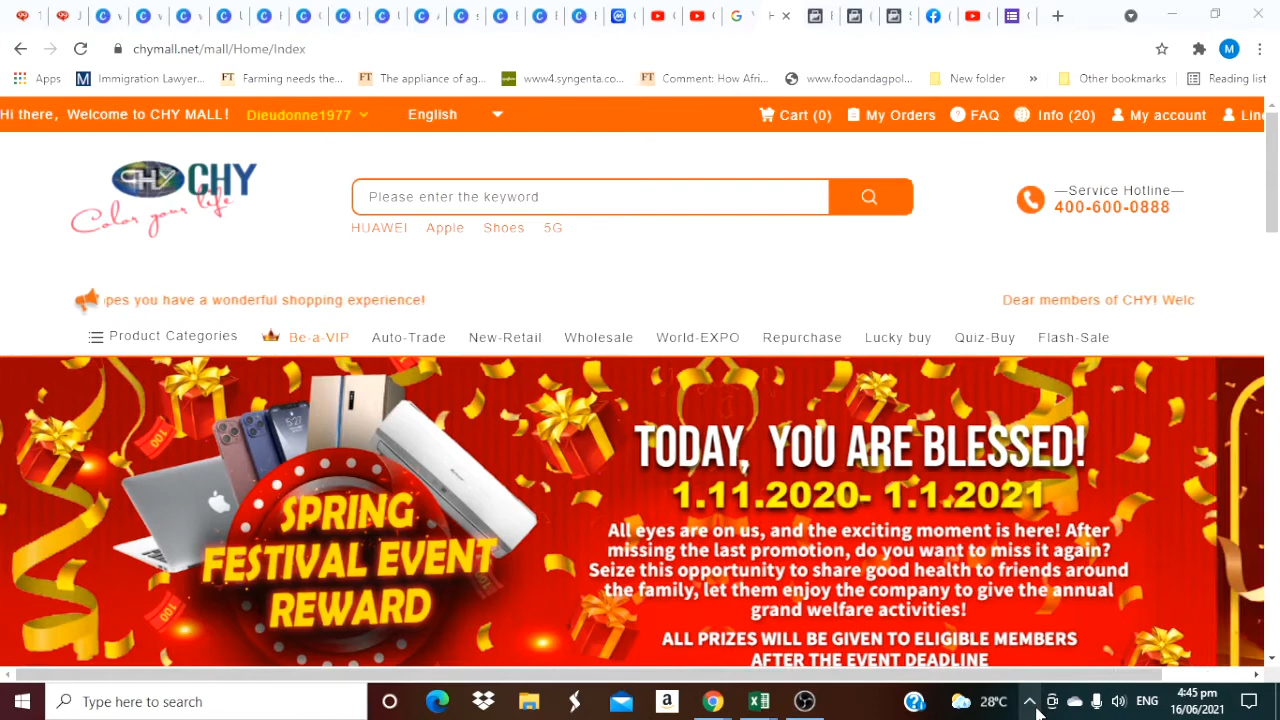 T
C
C
C
C
C
C
C
C
C
C
C
C
G
chymall.net/mall/Home/Index
M
Apps
Immigration Lawyer...
FT
Farming needs the...
FT
The appliance of ag...
www4.syngenta.co...
FT
Comment: How Afri...
www.foodandagpol...
New folder
»
Other bookmarks
Reading list
Hi there, Welcome to CHY MALL!
Dieudonne1977
English
Cart (0)
My Orders
FAQ
Info (20)
My account
Line
CHY CHY
Color your life
Please enter the keyword
—Service Hotline—
400-600-0888
HUAWEI Apple Shoes 5G
pes you have a wonderful shopping experience!
Dear members of CHY! Welc
Product Categories
Be-a-VIP
Auto-Trade
New-Retail
Wholesale
World-EXPO
Repurchase
Lucky buy
Quiz-Buy
Flash-Sale
TODAY, YOU ARE BLESSED!
1.11.2020- 1.1.2021
All eyes are on us, and the exciting moment is here! After
missing the last promotion, do you want to miss it again?
Seize this opportunity to share good health to friends around
the family, let them enjoy the company to give the annual
grand welfare activities!
ALL PRIZES WILL BE GIVEN TO ELIGIBLE MEMBERS
AFTER THE EVENT DEADLINE
SPRING
FESTIVAL EVENT
REWARD
100
100
5:27
Type here to search
28°C
ENG
4:45 pm
16/06/2021